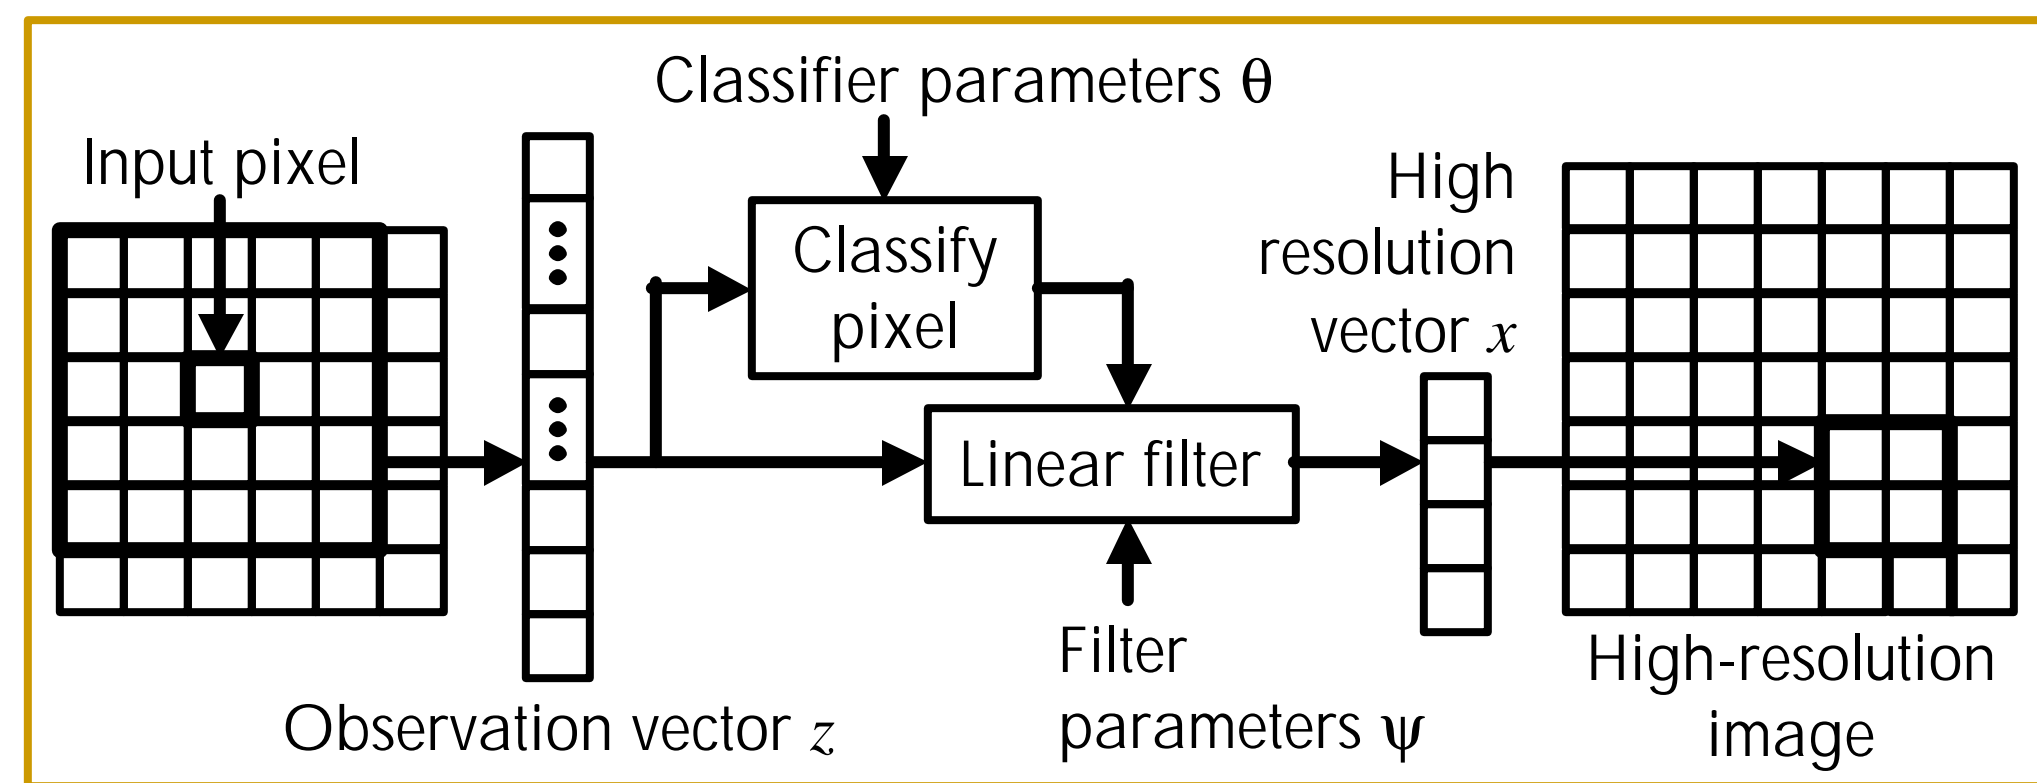 Classifier parameters θ
Input pixel
Classify
pixel
High
resolution
vector x
Linear filter
Filter
parameters ψ
Observation vector z
High-resolution
image